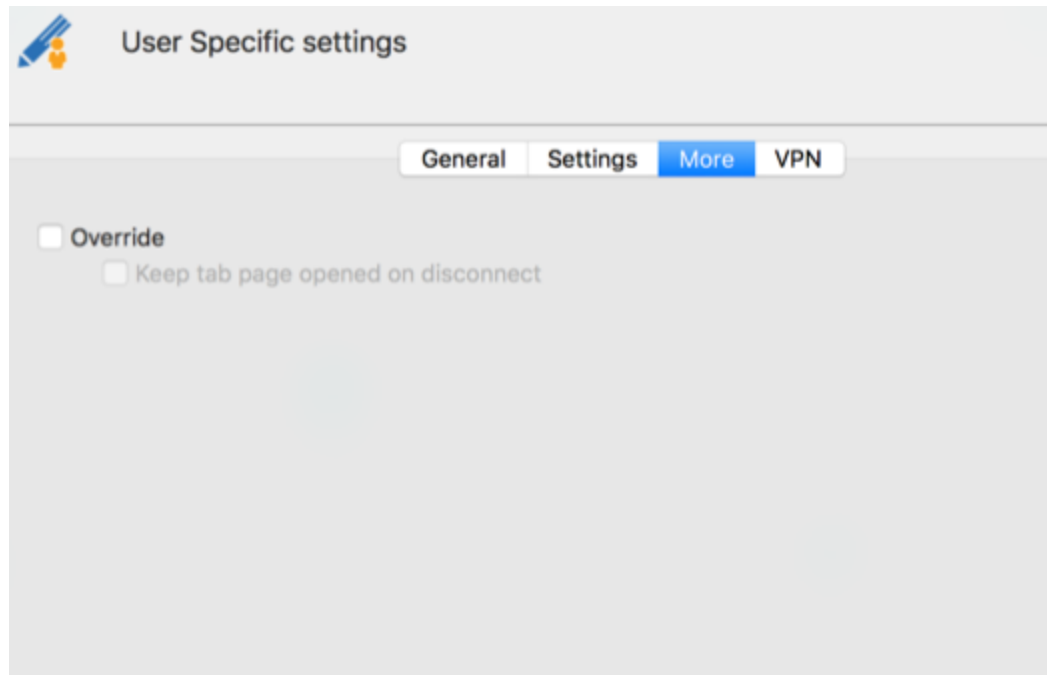 User Specific settings
General Settings More VPN
Override
Keep tab page opened on disconnect